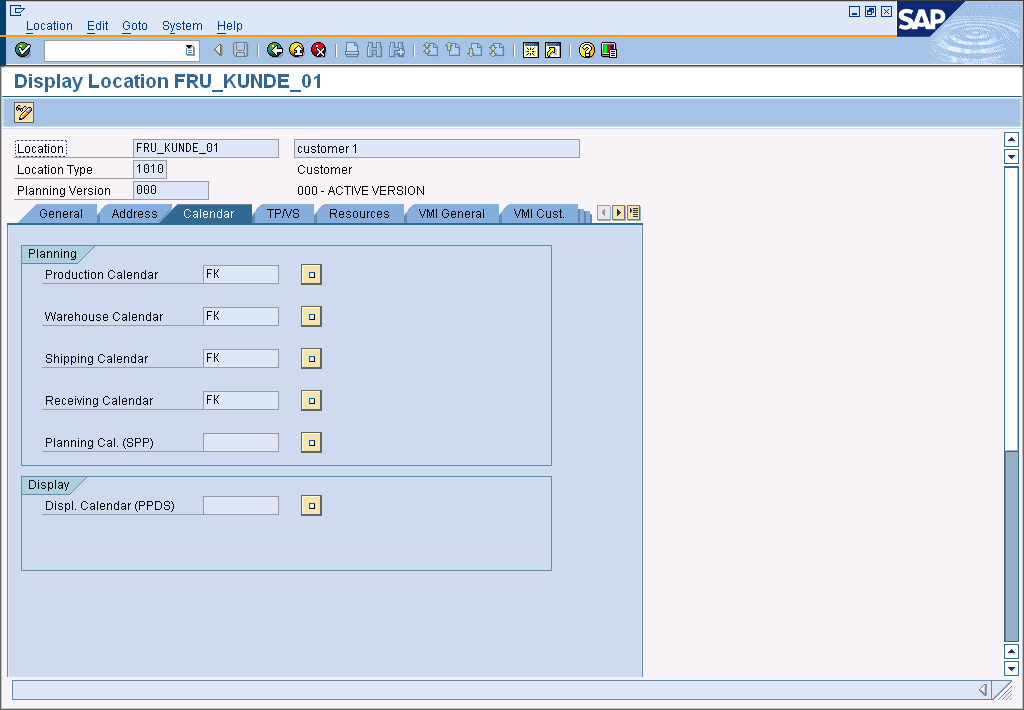 Location Edit Goto System Help
SAP
Display Location FRU_KUNDE_01
Location FRU_KUNDE_01 customer 1
Location Type 1010 Customer
Planning Version 000 000 - ACTIVE VERSION
General Address Calendar TP/VS Resources VMI General VMI Cust.
Planning
Production Calendar FK
Warehouse Calendar FK
Shipping Calendar FK
Receiving Calendar FK
Planning Cal. (SPP)
Display
Displ. Calendar (PPDS)